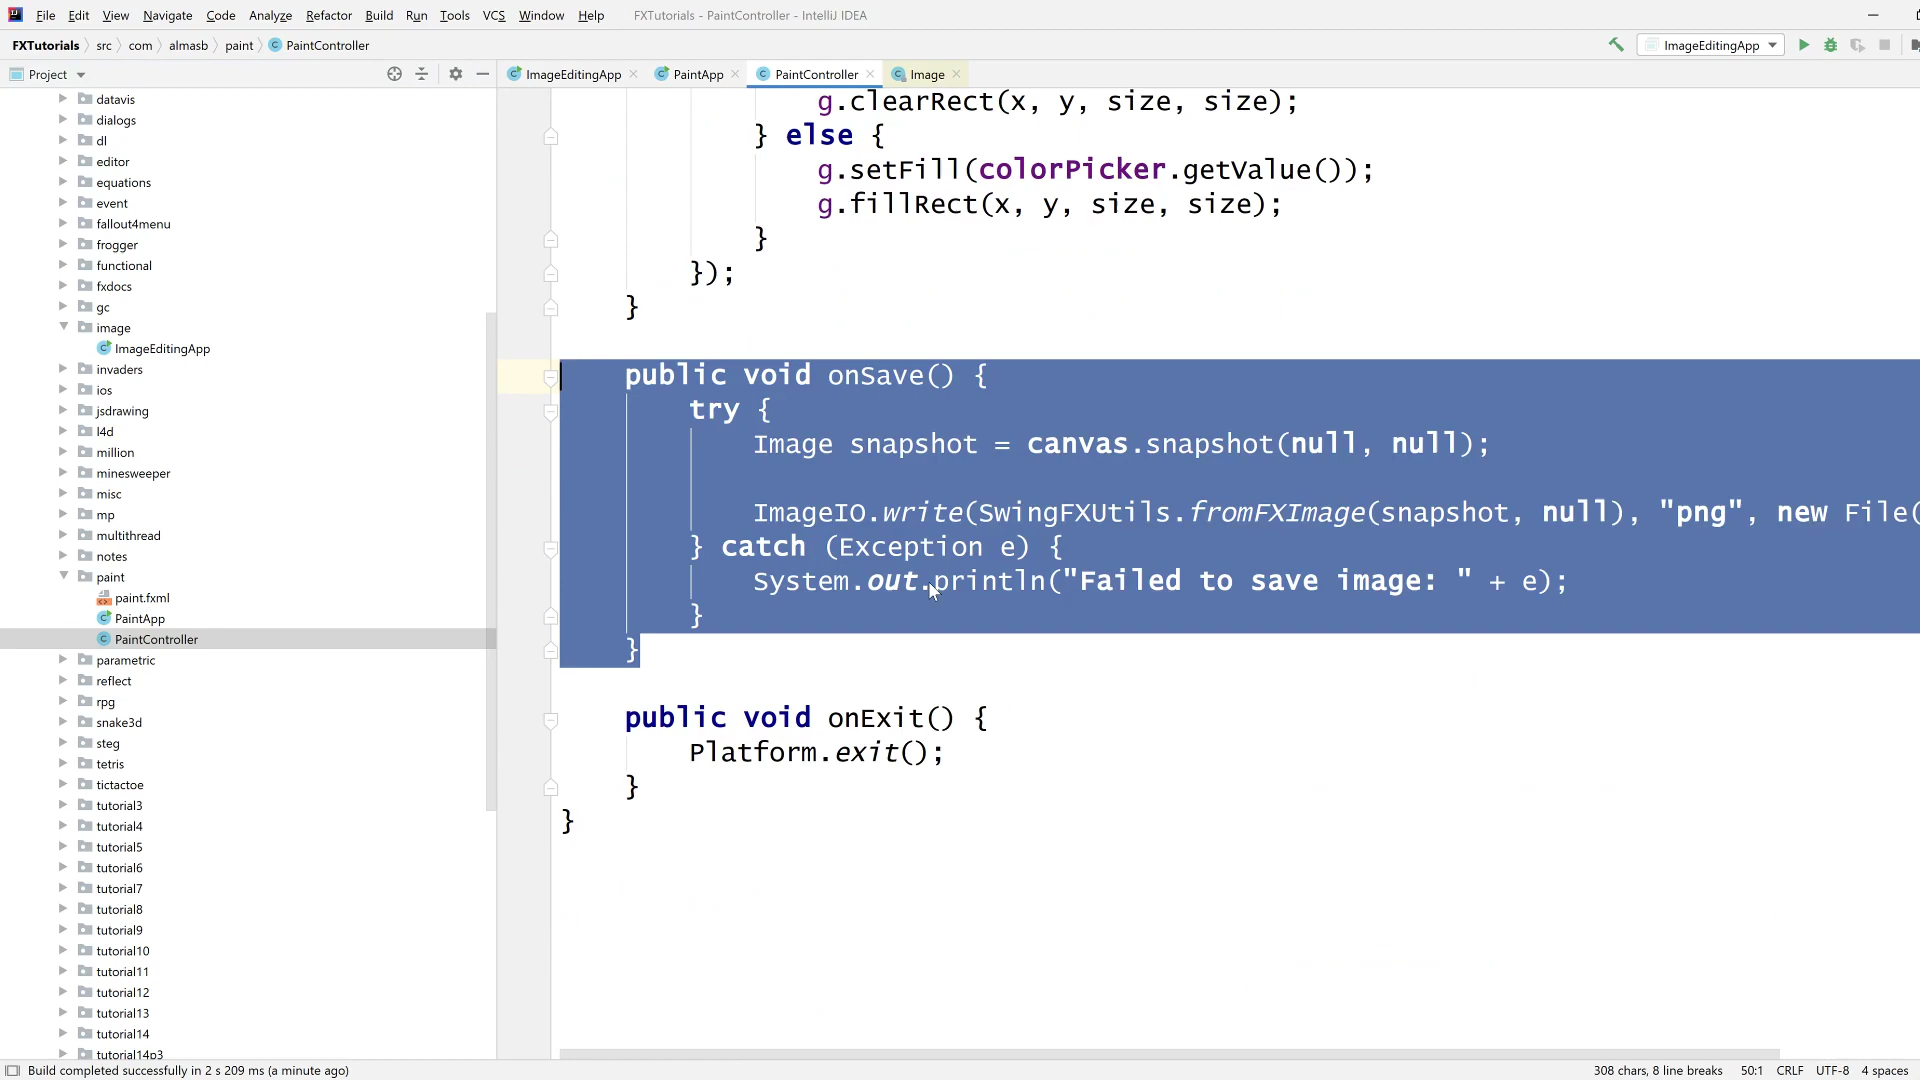 File Edit View Navigate Code Analyze Refactor Build Run Tools VCS Window Help FXTutorials - PaintController - IntelliJ IDEA
FXTutorials src com almasb paint PaintController ImageEditingApp
Project ImageEditingApp PaintApp PaintController Image
datavis
dialogs
dl
editor
equations
event
fallout4menu
frogger
functional
fxdocs
gc
image
ImageEditingApp
invaders
ios
jsdrawing
l4d
million
minesweeper
misc
mp
multithread
notes
paint
paint.fxml
PaintApp
PaintController
parametric
reflect
rpg
snake3d
steg
tetris
tictactoe
tutorial3
tutorial4
tutorial5
tutorial6
tutorial7
tutorial8
tutorial9
tutorial10
tutorial11
tutorial12
tutorial13
tutorial14
tutorial14p3
g.clearRect(x, y, size, size);
} else {
g.setFill(colorPicker.getValue());
g.fillRect(x, y, size, size);
}
});
}
public void onSave() {
try {
Image snapshot = canvas.snapshot(null, null);
ImageIO.write(SwingFXUtils.fromFXImage(snapshot, null), "png", new File(
} catch (Exception e) {
System.out.println("Failed to save image: " + e);
}
}
public void onExit() {
Platform.exit();
}
}
Build completed successfully in 2 s 209 ms (a minute ago) 308 chars, 8 line breaks 50:1 CRLF UTF-8 4 spaces